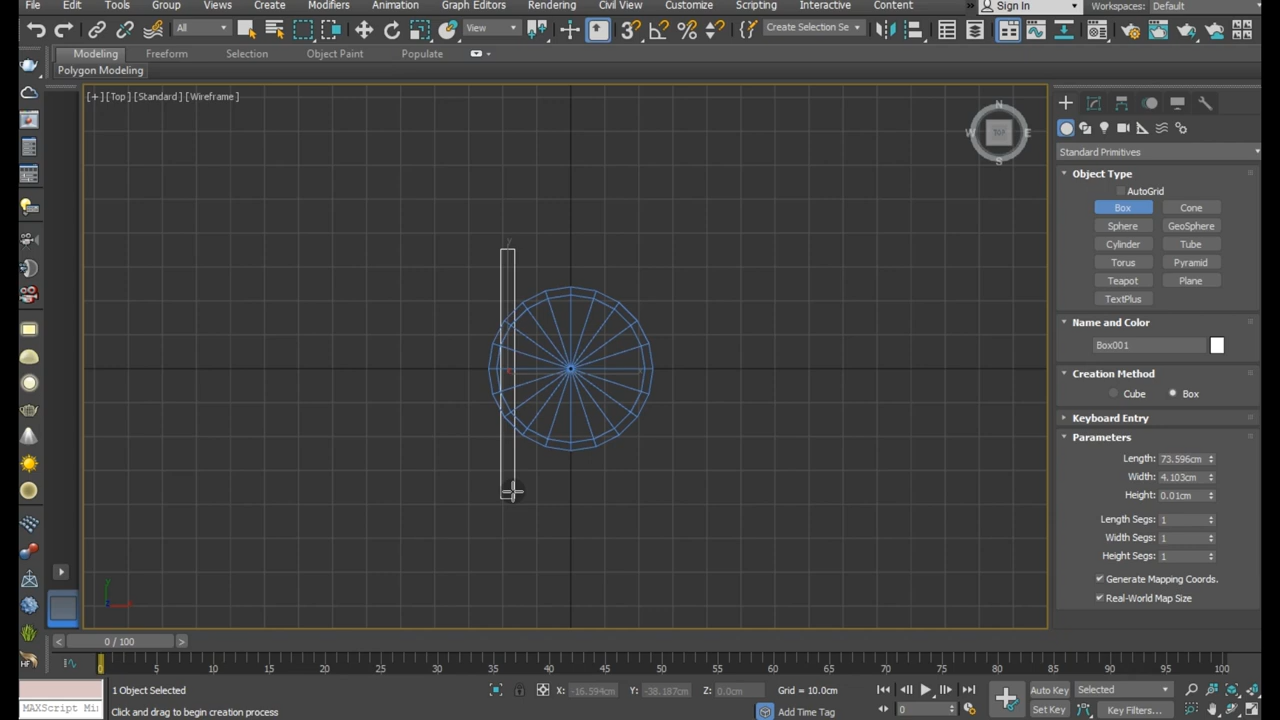 File Edit Tools Group Views Create Modifiers Animation Graph Editors Rendering Civil View Customize Scripting Interactive Content Sign In Workspaces: Default
All View Create Selection Se
Modeling Freeform Selection Object Paint Populate
Polygon Modeling
[+] [Top] [Standard] [Wireframe]
N
W TOP E
S
Standard Primitives
Object Type
AutoGrid
Box Cone
Sphere GeoSphere
Cylinder Tube
Torus Pyramid
Teapot Plane
TextPlus
Name and Color
Box001
Creation Method
Cube Box
Keyboard Entry
Parameters
Length: 73.596cm
Width: 4.103cm
Height: 0.01cm
Length Segs: 1
Width Segs: 1
Height Segs: 1
Generate Mapping Coords.
Real-World Map Size
y
x
y
x
< 0 / 100 >
0 5 10 15 20 25 30 35 40 45 50 55 60 65 70 75 80 85 90 95 100
1 Object Selected X: -16.594cm Y: -38.187cm Z: 0.0cm Grid = 10.0cm Auto Key Selected
MAXScript Mi Click and drag to begin creation process Add Time Tag 0 Set Key Key Filters...